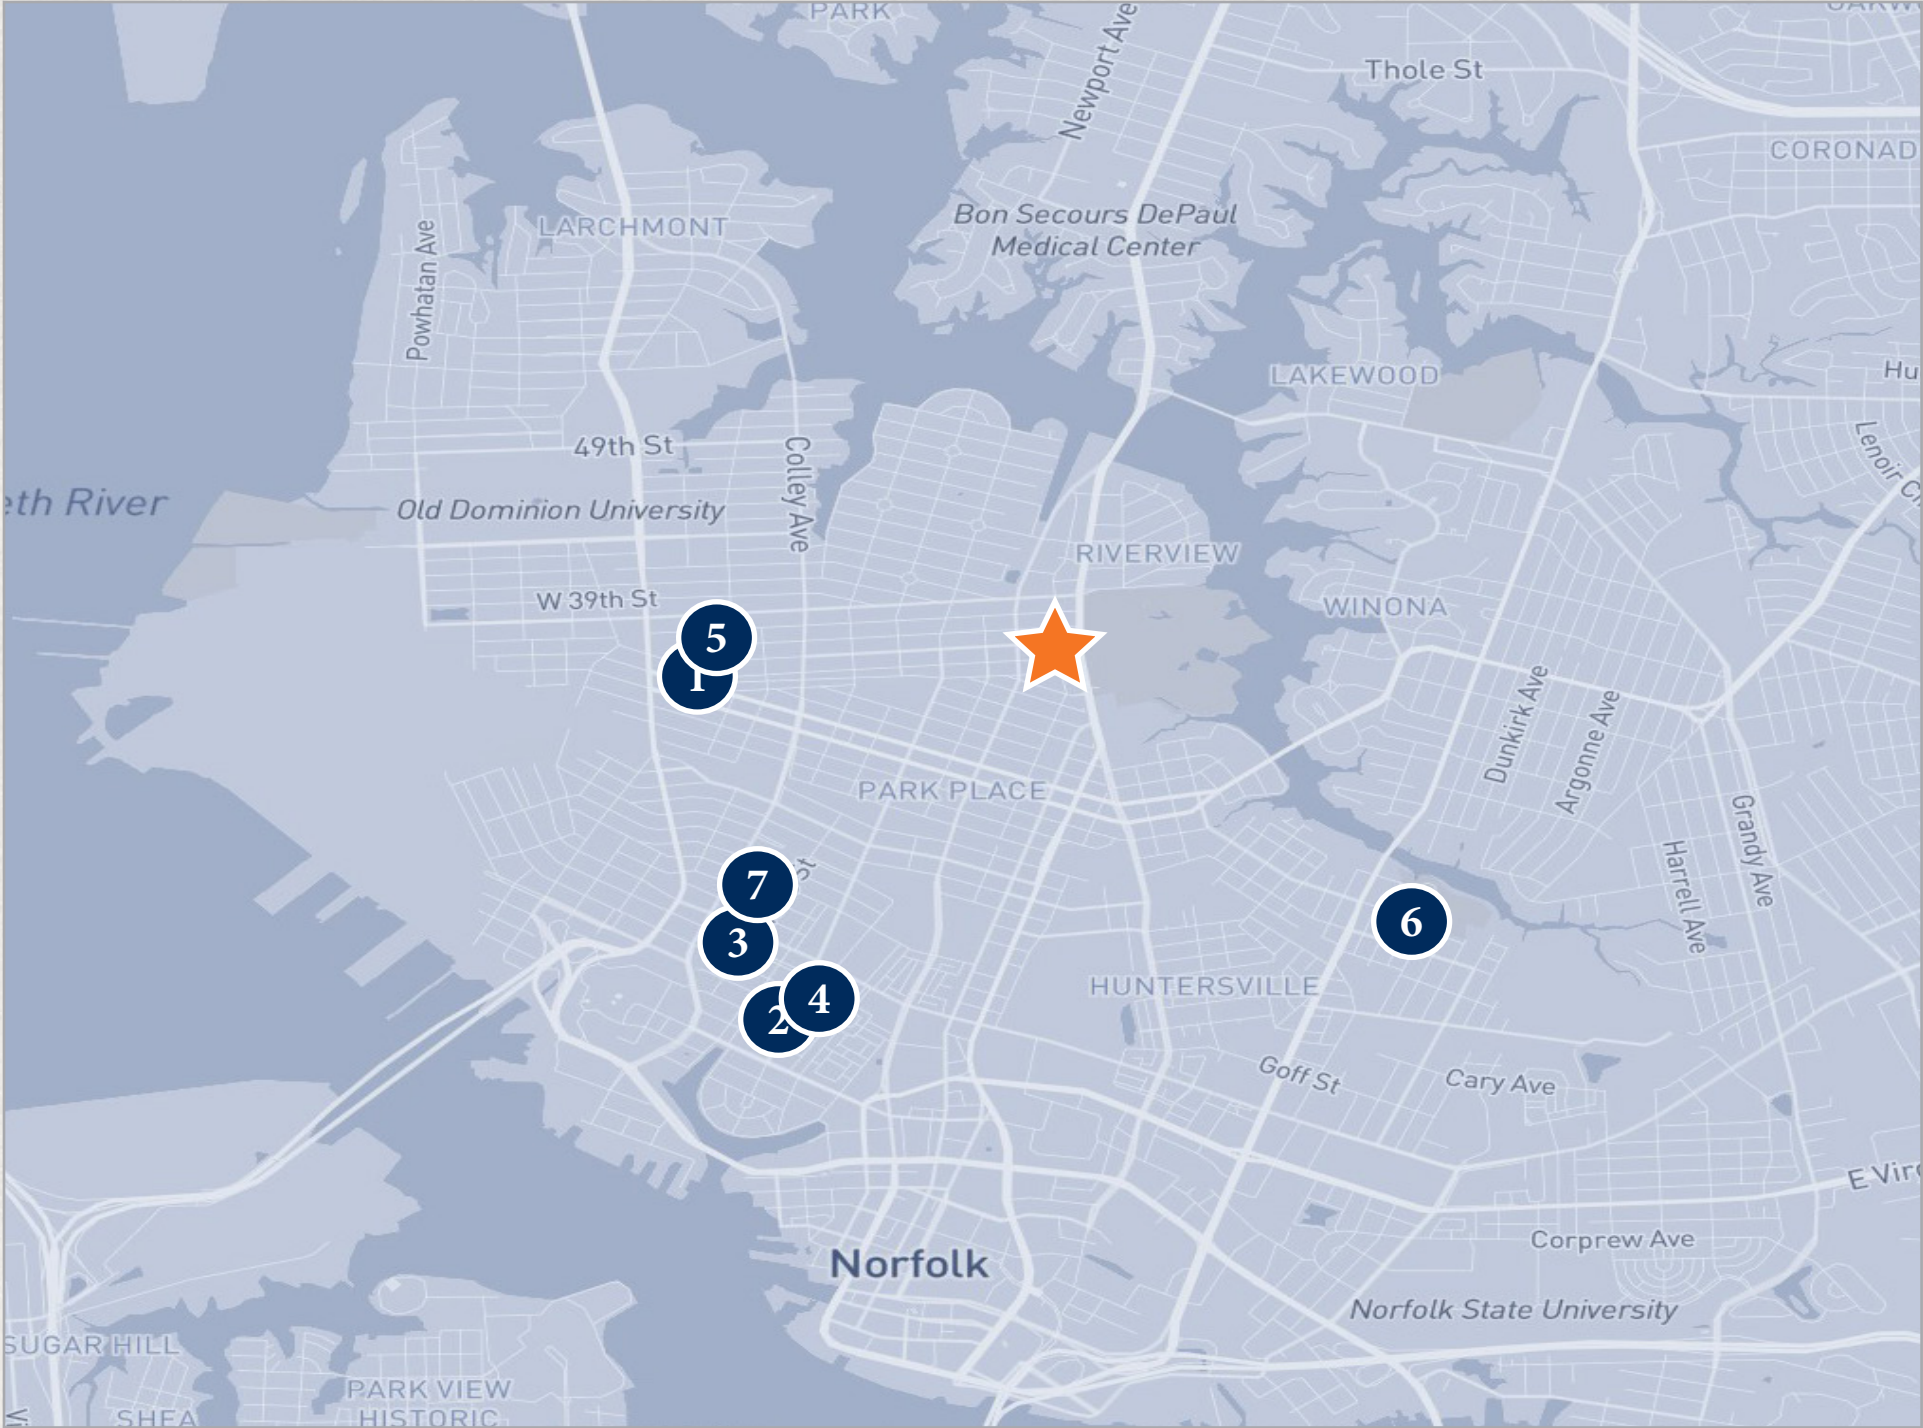 PARK
Newport Ave
Thole St
CORONAD
Bon Secours DePaul
Medical Center
LARCHMONT
Powhatan Ave
LAKEWOOD
Hu
49th St
Colley Ave
Lenoir C
eth River
Old Dominion University
RIVERVIEW
W 39th St
WINONA
5
1
Dunkirk Ave
Argonne Ave
PARK PLACE
Grandy Ave
Harrell Ave
St
7
3
6
4
2
HUNTERSVILLE
Goff St
Cary Ave
E Vir
Corprew Ave
Norfolk
Norfolk State University
SUGAR HILL
PARK VIEW
HISTORIC
SHEA
Vi